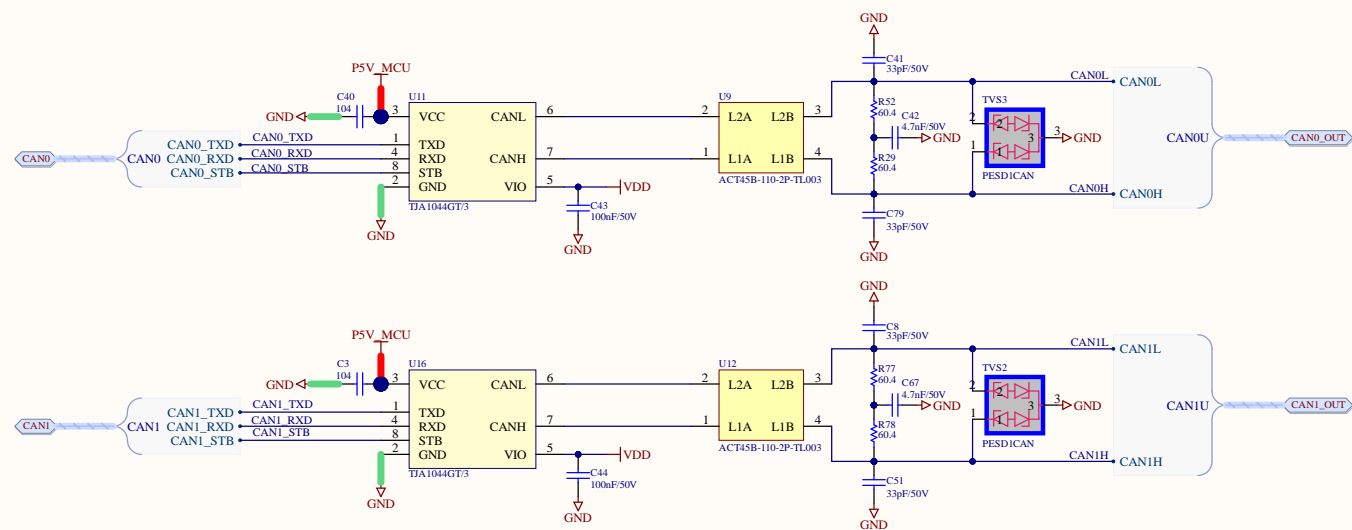 GND
C41
33pF/50V
P5V_MCU
C40
104
GND
U11
3 VCC CANL 6
1 TXD
4 RXD CANH 7
8 STB
2 GND VIO 5
TJA1044GT/3
GND
CAN0
CAN0_TXD
CAN0_RXD
CAN0_STB
CAN0
CAN0_TXD
CAN0_RXD
CAN0_STB
VDD
C43
100nF/50V
GND
U9
2 L2A L2B 3
1 L1A L1B 4
ACT45B-110-2P-TL003
R52
60.4
C42
4.7nF/50V
GND
R29
60.4
C79
33pF/50V
GND
TVS3
2 2
1 1
3 3
GND
PESD1CAN
CAN0L
CAN0H
CAN0L
CAN0U
CAN0H
CAN0_OUT
GND
C8
33pF/50V
P5V_MCU
C3
104
GND
U16
3 VCC CANL 6
1 TXD
4 RXD CANH 7
8 STB
2 GND VIO 5
TJA1044GT/3
GND
CAN1
CAN1_TXD
CAN1_RXD
CAN1_STB
CAN1
CAN1_TXD
CAN1_RXD
CAN1_STB
VDD
C44
100nF/50V
GND
U12
2 L2A L2B 3
1 L1A L1B 4
ACT45B-110-2P-TL003
R77
60.4
C67
4.7nF/50V
GND
R78
60.4
C51
33pF/50V
GND
TVS2
2 2
1 1
3 3
GND
PESD1CAN
CAN1L
CAN1H
CAN1L
CAN1U
CAN1H
CAN1_OUT